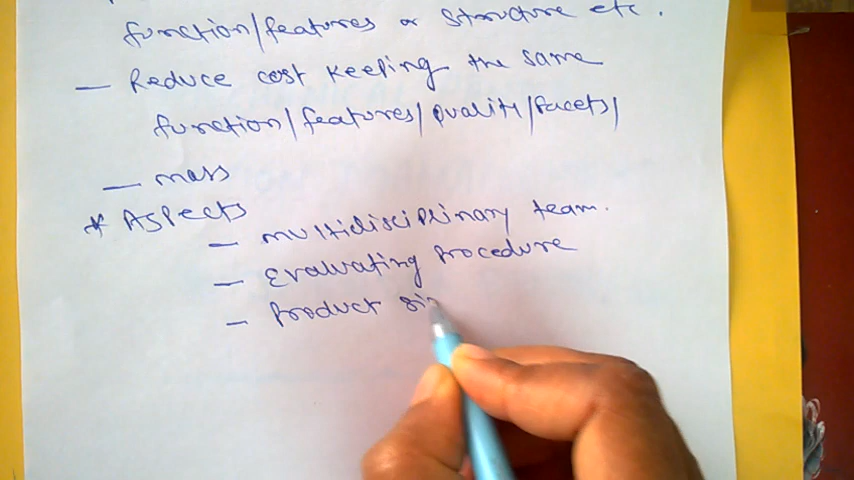 function/features or structure etc.
— Reduce cost keeping the same
function/features/quality/facets/
— mass
* Aspects
— multidisciplinary team.
— Evaluating procedure
— Product si